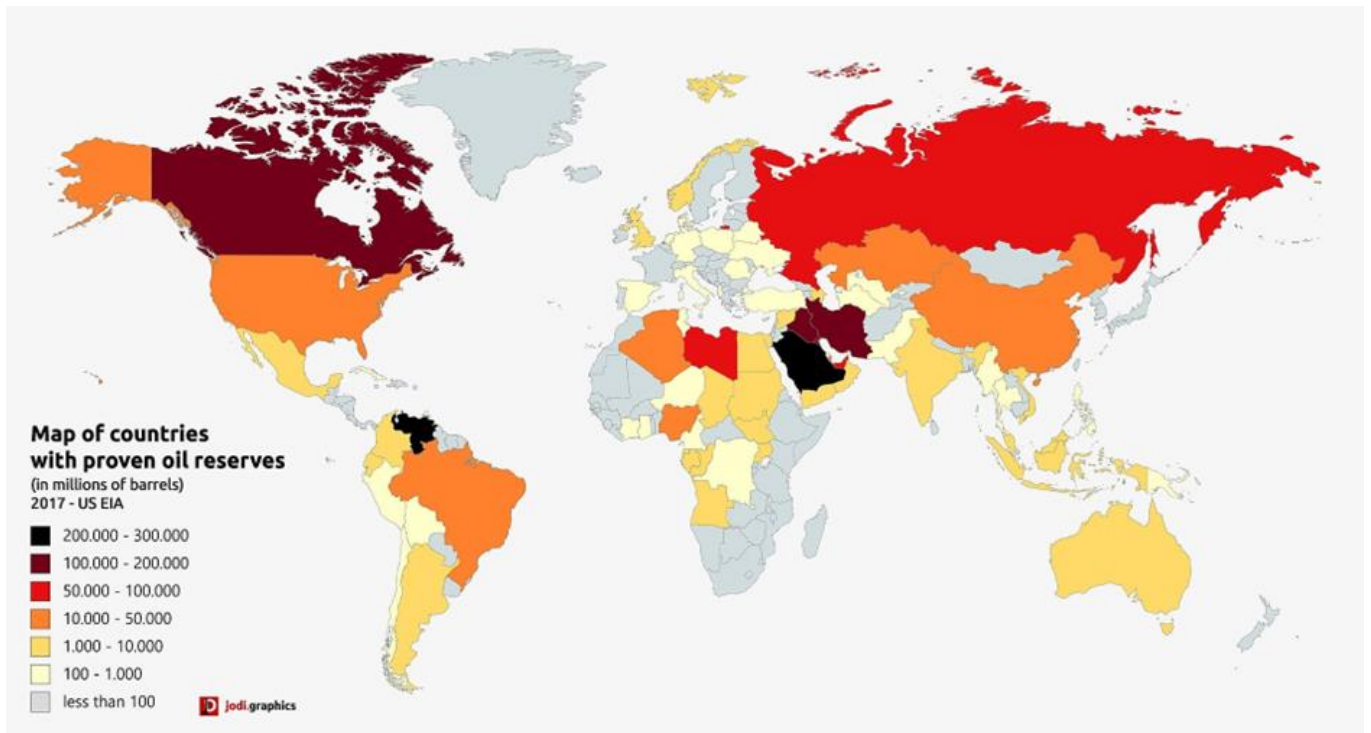 Map of countries
with proven oil reserves
(in millions of barrels)
2017 - US EIA
200.000 - 300.000
100.000 - 200.000
50.000 - 100.000
10.000 - 50.000
1.000 - 10.000
100 - 1.000
less than 100
jodi.graphics